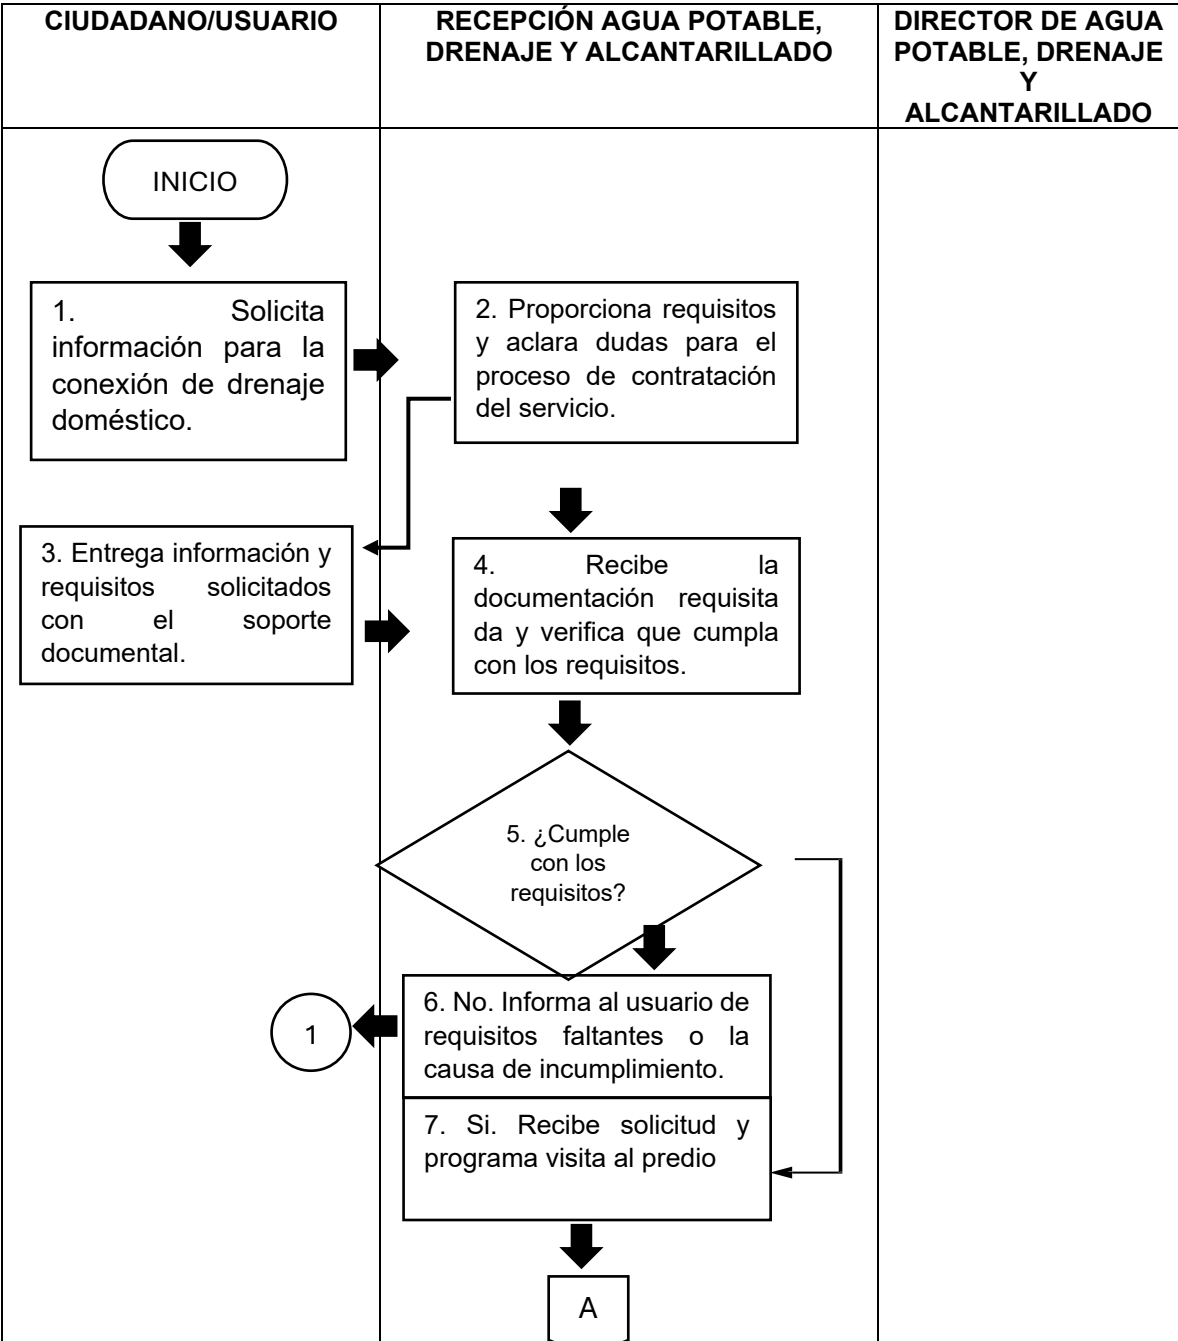 CIUDADANO/USUARIO
RECEPCIÓN AGUA POTABLE,
DRENAJE Y ALCANTARILLADO
DIRECTOR DE AGUA
POTABLE, DRENAJE
Y
ALCANTARILLADO
INICIO
1. Solicita
información para la
conexión de drenaje
doméstico.
2. Proporciona requisitos
y aclara dudas para el
proceso de contratación
del servicio.
3. Entrega información y
requisitos solicitados
con el soporte
documental.
4. Recibe la
documentación requisita
da y verifica que cumpla
con los requisitos.
5. ¿Cumple
con los
requisitos?
6. No. Informa al usuario de
requisitos faltantes o la
causa de incumplimiento.
1
7. Si. Recibe solicitud y
programa visita al predio
A